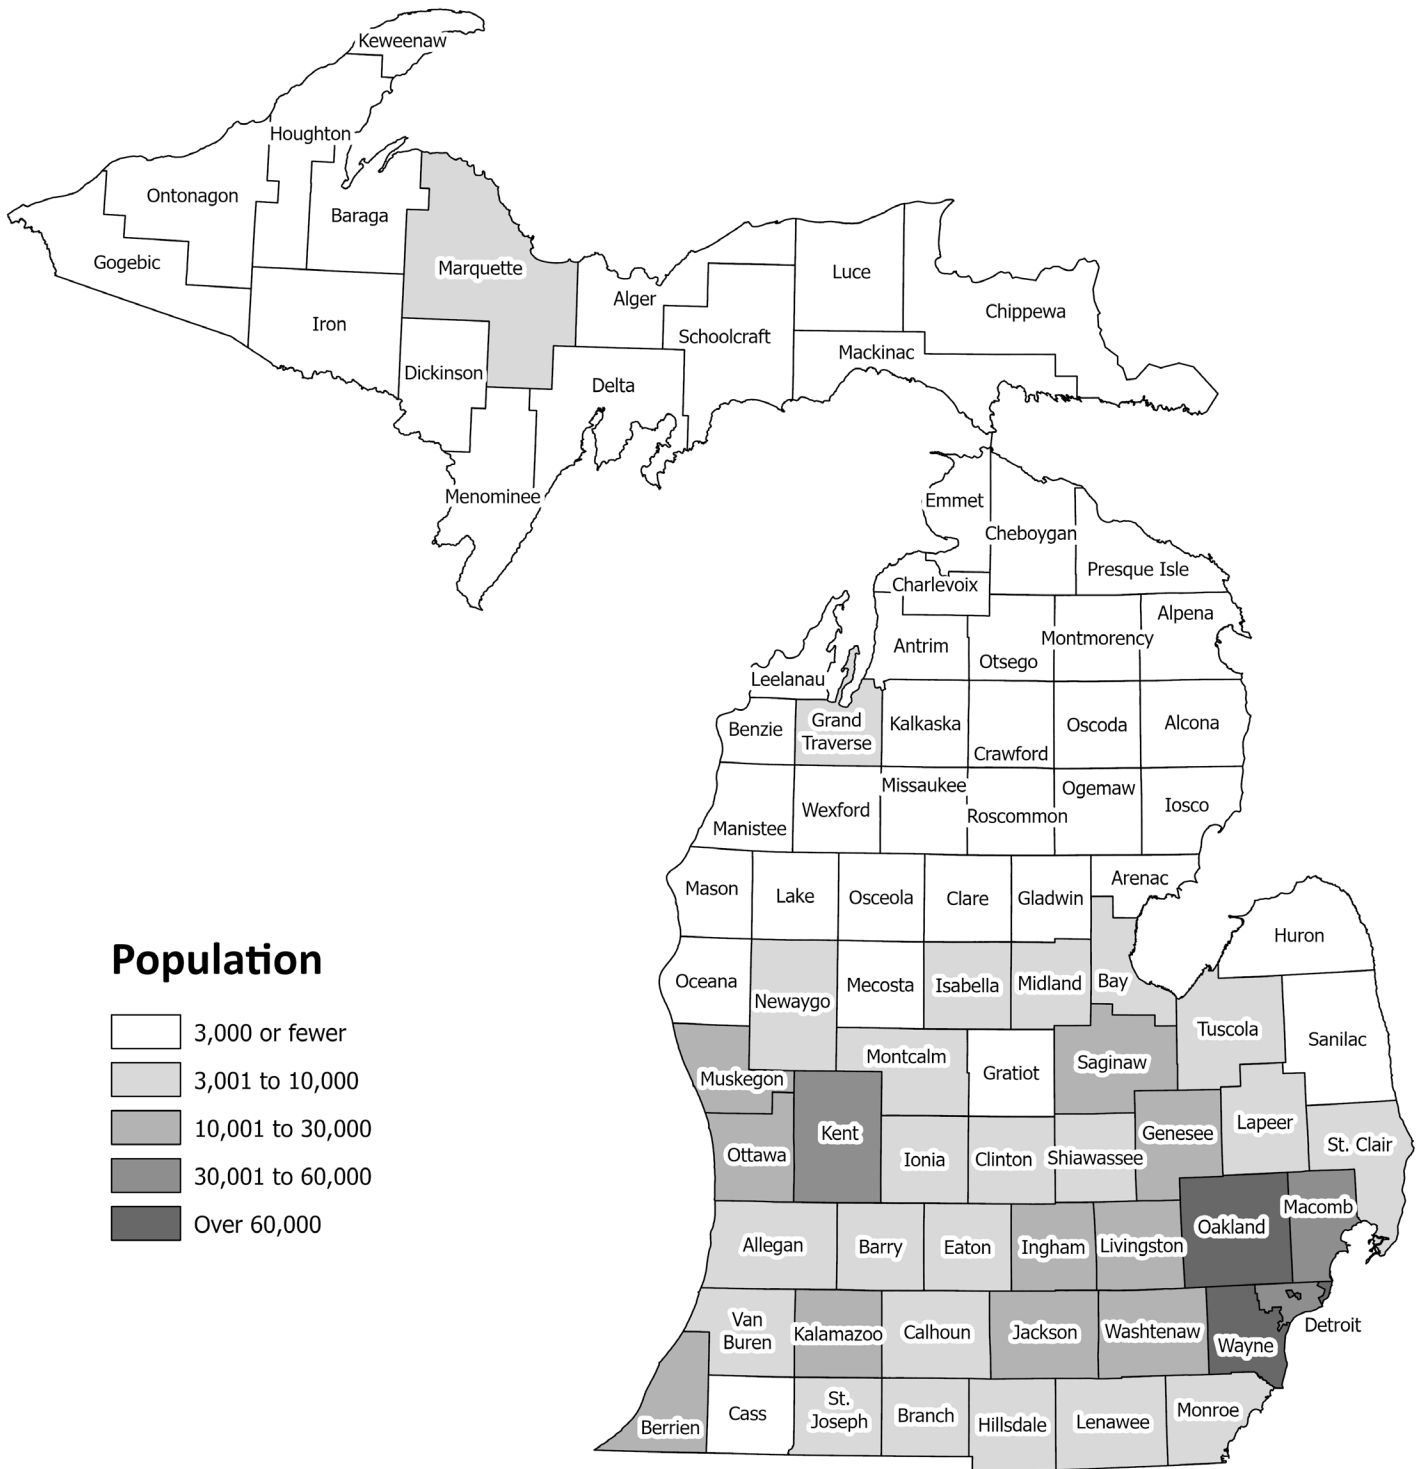 Keweenaw
Houghton
Ontonagon
Baraga
Gogebic
Marquette
Luce
Alger
Chippewa
Iron
Schoolcraft
Mackinac
Dickinson
Delta
Menominee
Emmet
Cheboygan
Presque Isle
Charlevoix
Alpena
Antrim
Montmorency
Otsego
Leelanau
Benzie
Grand
Traverse
Kalkaska
Crawford
Oscoda
Alcona
Manistee
Wexford
Missaukee
Roscommon
Ogemaw
Iosco
Mason
Lake
Osceola
Clare
Gladwin
Arenac
Huron
Oceana
Newaygo
Mecosta
Isabella
Midland
Bay
Tuscola
Sanilac
Muskegon
Montcalm
Gratiot
Saginaw
Ottawa
Kent
Ionia
Clinton
Shiawassee
Genesee
Lapeer
St. Clair
Allegan
Barry
Eaton
Ingham
Livingston
Oakland
Macomb
Van
Buren
Kalamazoo
Calhoun
Jackson
Washtenaw
Wayne
Detroit
Berrien
Cass
St.
Joseph
Branch
Hillsdale
Lenawee
Monroe
Population
3,000 or fewer
3,001 to 10,000
10,001 to 30,000
30,001 to 60,000
Over 60,000